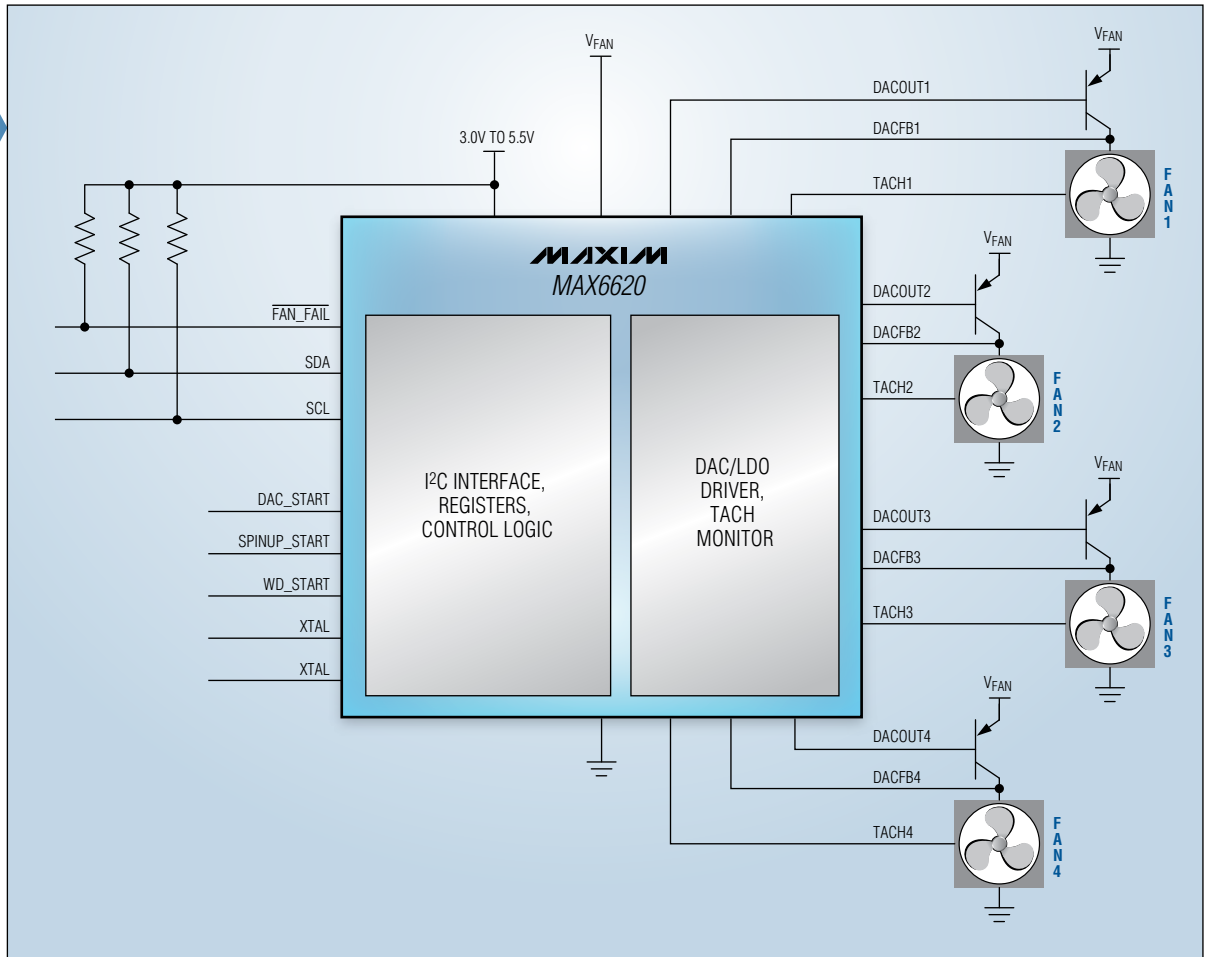 VFAN
3.0V TO 5.5V
MAXIM
MAX6620
FAN_FAIL
SDA
SCL
DAC_START
SPINUP_START
WD_START
XTAL
XTAL
I²C INTERFACE,
REGISTERS,
CONTROL LOGIC
DAC/LDO
DRIVER,
TACH
MONITOR
VFAN
DACOUT1
DACFB1
TACH1
FAN1
VFAN
DACOUT2
DACFB2
TACH2
FAN2
VFAN
DACOUT3
DACFB3
TACH3
FAN3
VFAN
DACOUT4
DACFB4
TACH4
FAN4